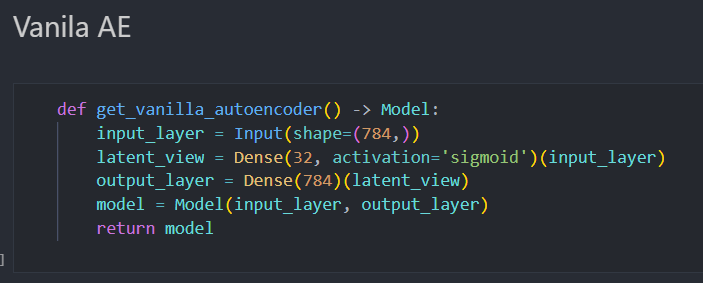 Vanila AE
def get_vanilla_autoencoder() -> Model:
    input_layer = Input(shape=(784,))
    latent_view = Dense(32, activation='sigmoid')(input_layer)
    output_layer = Dense(784)(latent_view)
    model = Model(input_layer, output_layer)
    return model
]